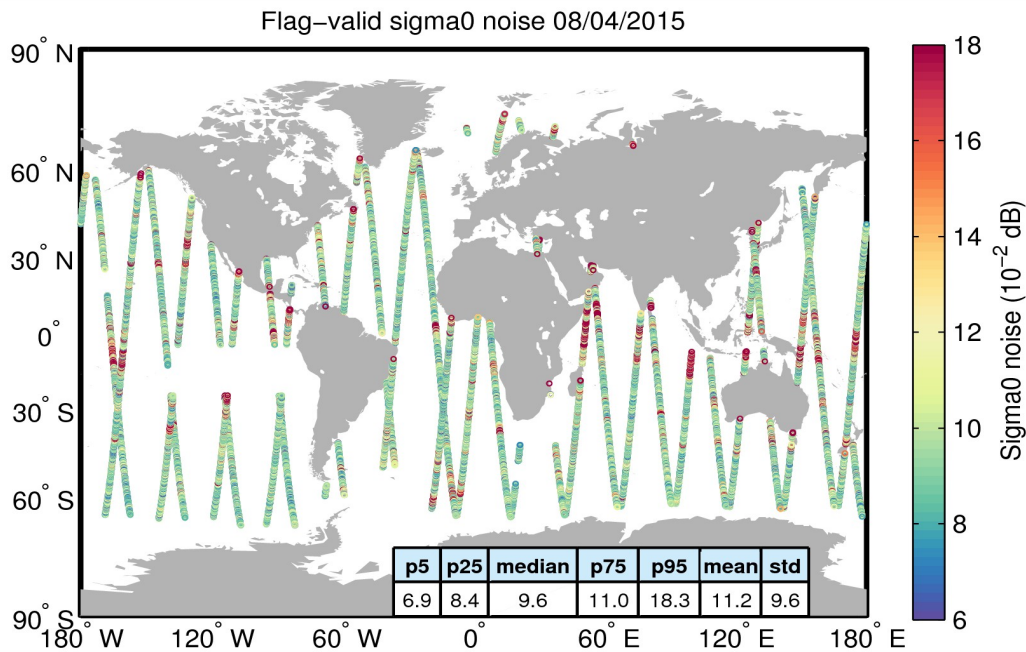 Flag-valid sigma0 noise 08/04/2015
90° N
60° N
30° N
0°
30° S
60° S
90° S
180° W
120° W
60° W
0°
60° E
120° E
180° E
p5 p25 median p75 p95 mean std
6.9 8.4 9.6 11.0 18.3 11.2 9.6
18
16
14
12
10
8
6
Sigma0 noise (10⁻² dB)